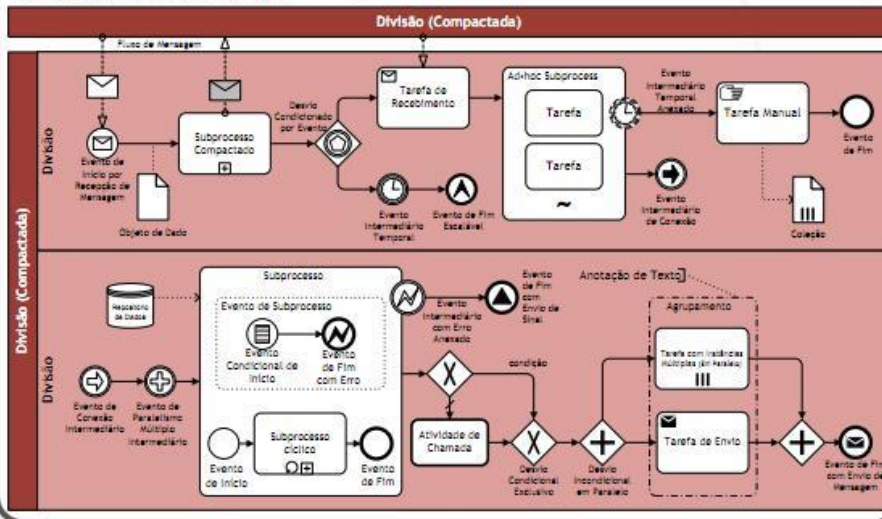 Divisão (Compactada)
Fluxo de Mensagem
Divisão (Compactada)
Divisão
Evento de
Início por
Recepção de
Mensagem
Objeto de Dado
Subprocesso
Compactado
Desvio
Condicionado
por Evento
Tarefa de
Recebimento
Evento
Intermediário
Temporal
Evento de Fim
Escalável
Ad-hoc Subprocess
Tarefa
Tarefa
~
Evento
Intermediário
Temporal
Anexado
Evento
Intermediário
de Conexão
Tarefa Manual
Coleção
Evento
de Fim
Divisão
Repositório
de Dados
Evento de
Conexão
Intermediário
Evento de
Paralelismo
Múltiplo
Intermediário
Subprocesso
Evento de Subprocesso
Evento
Condicional de
Início
Evento
de Fim
com Erro
Evento
de Início
Subprocesso
cíclico
Evento
de Fim
Evento
Intermediário
com Erro
Anexado
Evento
de Fim
com
Envio de
Sinal
condição
Atividade de
Chamada
Desvio
Condicional
Exclusivo
Desvio
Incondicional
em Paralelo
Anotação de Texto
Agrupamento
Tarefa com Instâncias
Múltiplas (em Paralelo)
Tarefa de Envio
Evento de Fim
com Envio de
Mensagem